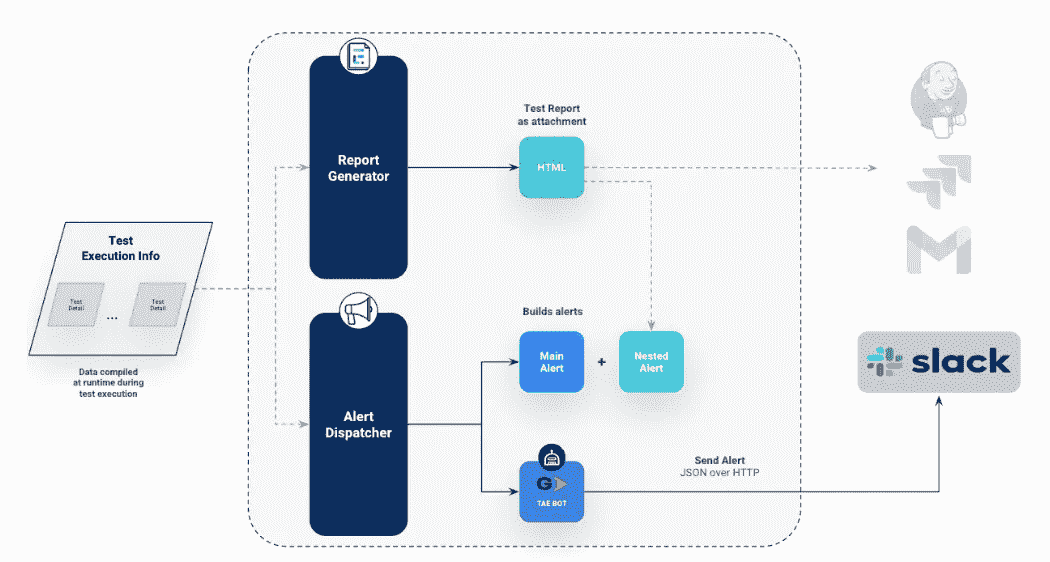 Test Report
as attachment
Report
Generator
HTML
Test
Execution Info
Test
Detail
...
Test
Detail
Data compiled
at runtime during
test execution
Builds alerts
Main
Alert
+
Nested
Alert
slack
Alert
Dispatcher
Send Alert
JSON over HTTP
G
TAE BOT